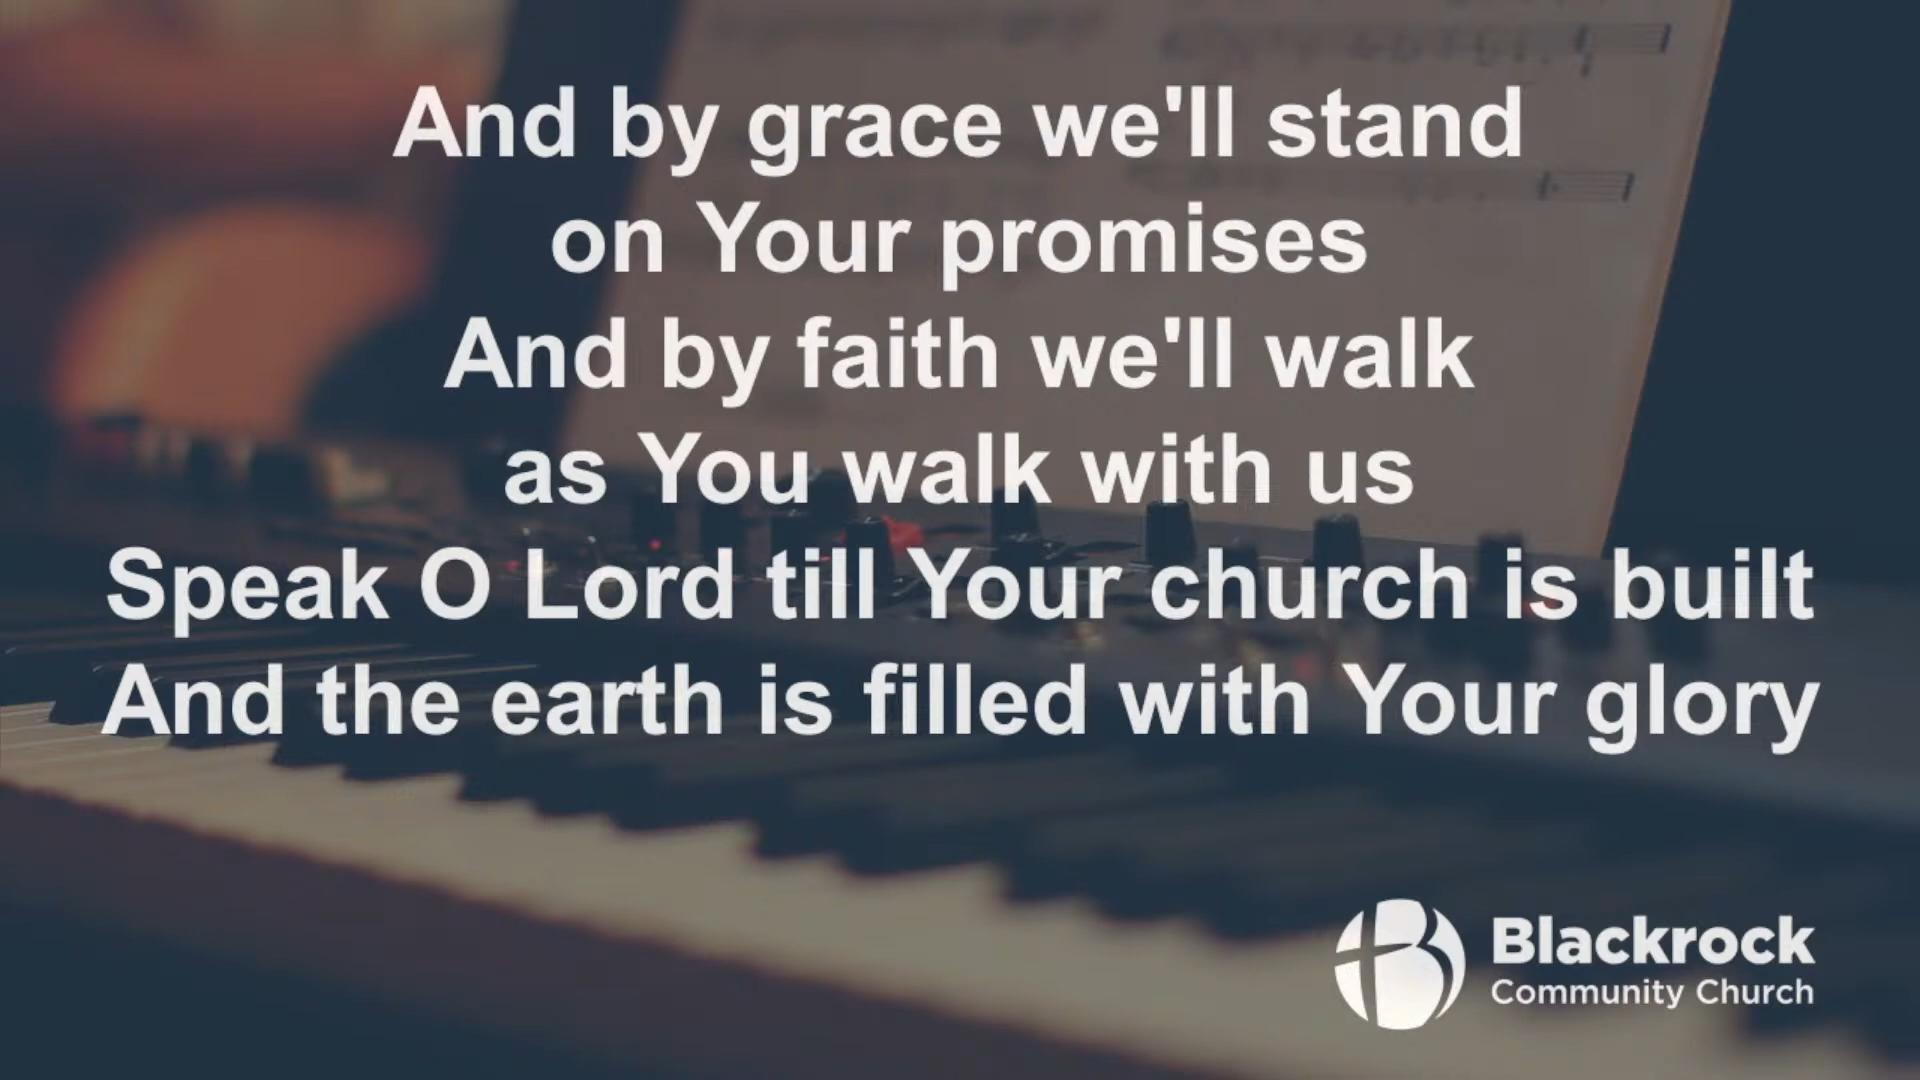 And by grace we'll stand
on Your promises
And by faith we'll walk
as You walk with us
Speak O Lord till Your church is built
And the earth is filled with Your glory
Blackrock
Community Church